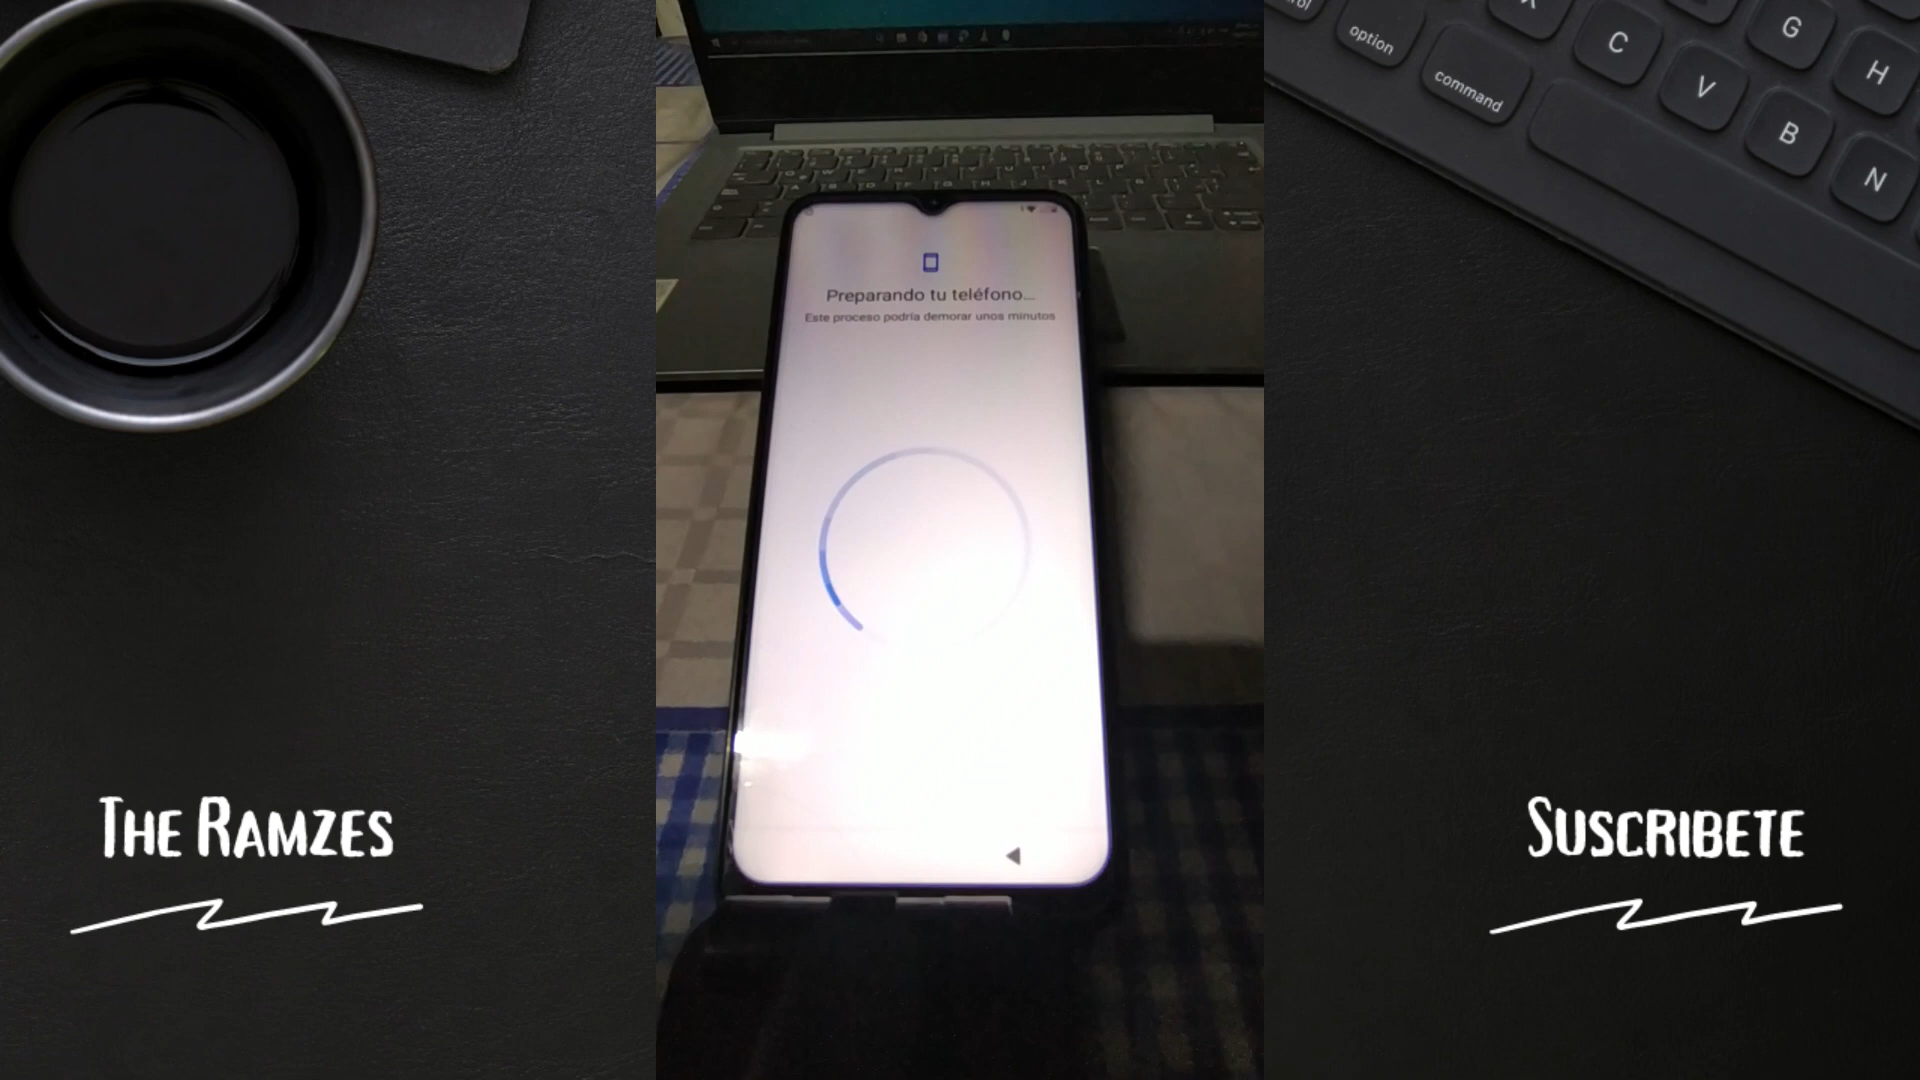 option
command
C
V
B
G
H
N
Preparando tu teléfono...
Este proceso podría demorar unos minutos
The Ramzes
Suscribete